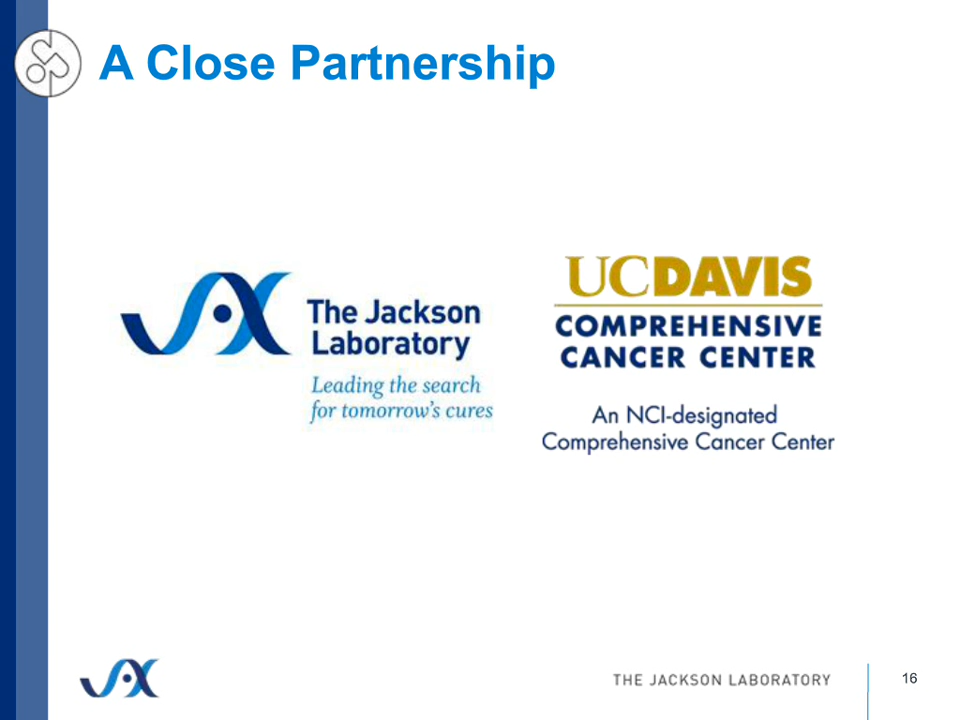 A Close Partnership
The Jackson
Laboratory
Leading the search
for tomorrow's cures
UCDAVIS
COMPREHENSIVE
CANCER CENTER
An NCI-designated
Comprehensive Cancer Center
THE JACKSON LABORATORY
16